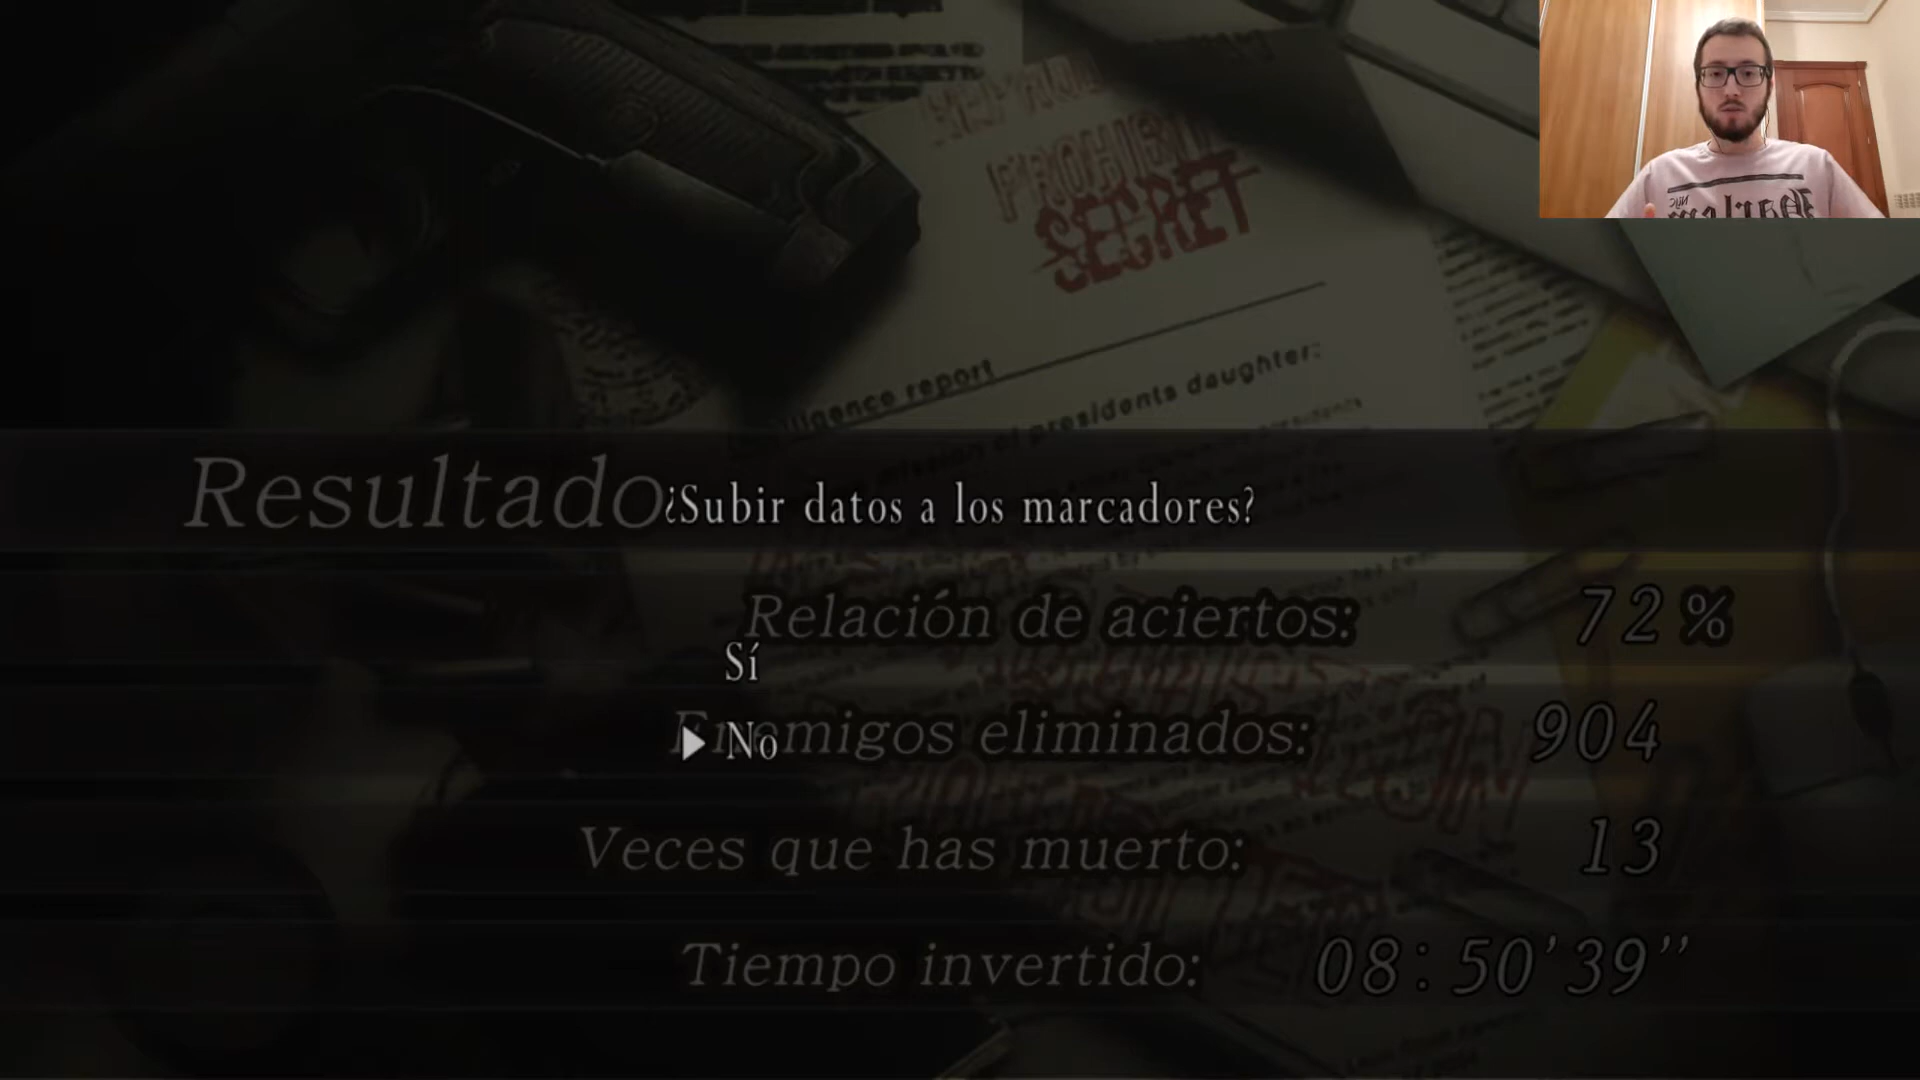 PROHIBIT
SECRET
report
presidents daughter:
Resultado
¿Subir datos a los marcadores?
Relación de aciertos: 72%
Sí
Enemigos eliminados: 904
No
Veces que has muerto: 13
Tiempo invertido: 08:50'39"